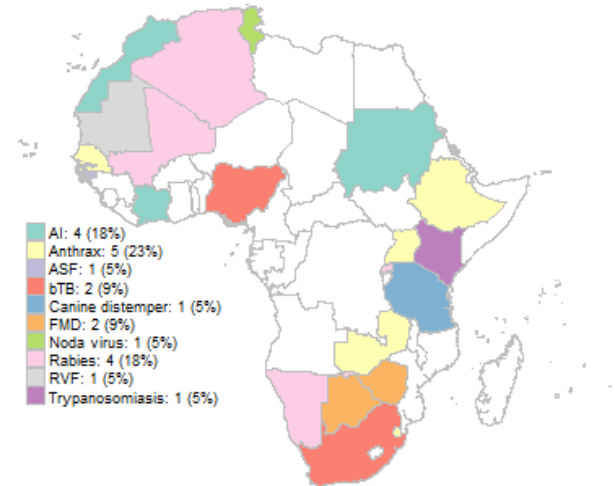 AI: 4 (18%)
Anthrax: 5 (23%)
ASF: 1 (5%)
bTB: 2 (9%)
Canine distemper: 1 (5%)
FMD: 2 (9%)
Noda virus: 1 (5%)
Rabies: 4 (18%)
RVF: 1 (5%)
Trypanosomiasis: 1 (5%)